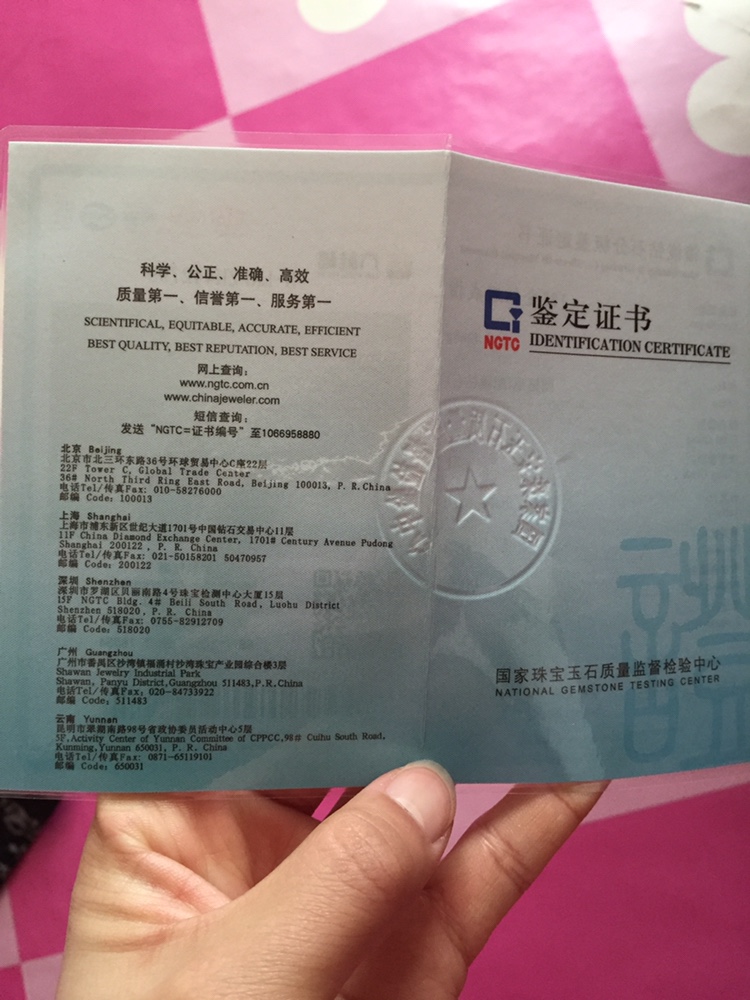 科学、公正、准确、高效
质量第一、信誉第一、服务第一
SCIENTIFICAL, EQUITABLE, ACCURATE, EFFICIENT
BEST QUALITY, BEST REPUTATION, BEST SERVICE
网上查询：
www.ngtc.com.cn
www.chinajeweler.com
短信查询：
发送“NGTC=证书编号”至1066958880
北京 Beijing
北京市北三环东路36号环球贸易中心C座22层
22F Tower C, Global Trade Center
36# North Third Ring East Road, Beijing 100013, P. R. China
电话Tel/传真Fax: 010-58276000
邮编 Code: 100013
上海 Shanghai
上海市浦东新区世纪大道1701号中国钻石交易中心11层
11F China Diamond Exchange Center, 1701# Century Avenue Pudong
Shanghai 200122 , P. R. China
电话Tel/传真Fax: 021-50158201 50470957
邮编 Code: 200122
深圳 Shenzhen
深圳市罗湖区贝丽南路4号珠宝检测中心大厦15层
15F NGTC Bldg. 4# Beili South Road, Luohu District
Shenzhen 518020, P. R. China
电话Tel/传真Fax: 0755-82912709
邮编 Code: 518020
广州 Guangzhou
广州市番禺区沙湾镇福涌村沙湾珠宝产业园综合楼3层
Shawan Jewelry Industrial Park
Shawan, Panyu District,Guangzhou 511483,P.R.China
电话Tel/传真Fax: 020-84733922
邮编 Code: 511483
云南 Yunnan
昆明市翠湖南路98号省政协委员活动中心5层
5F,Activity Center of Yunnan Committee of CPPCC,98# Cuihu South Road,
Kunming,Yunnan 650031, P. R. China
电话Tel/传真Fax: 0871-65119101
邮编 Code: 650031
NGTC
鉴定证书
IDENTIFICATION CERTIFICATE
国家珠宝玉石质量监督检验中心
NATIONAL GEMSTONE TESTING CENTER